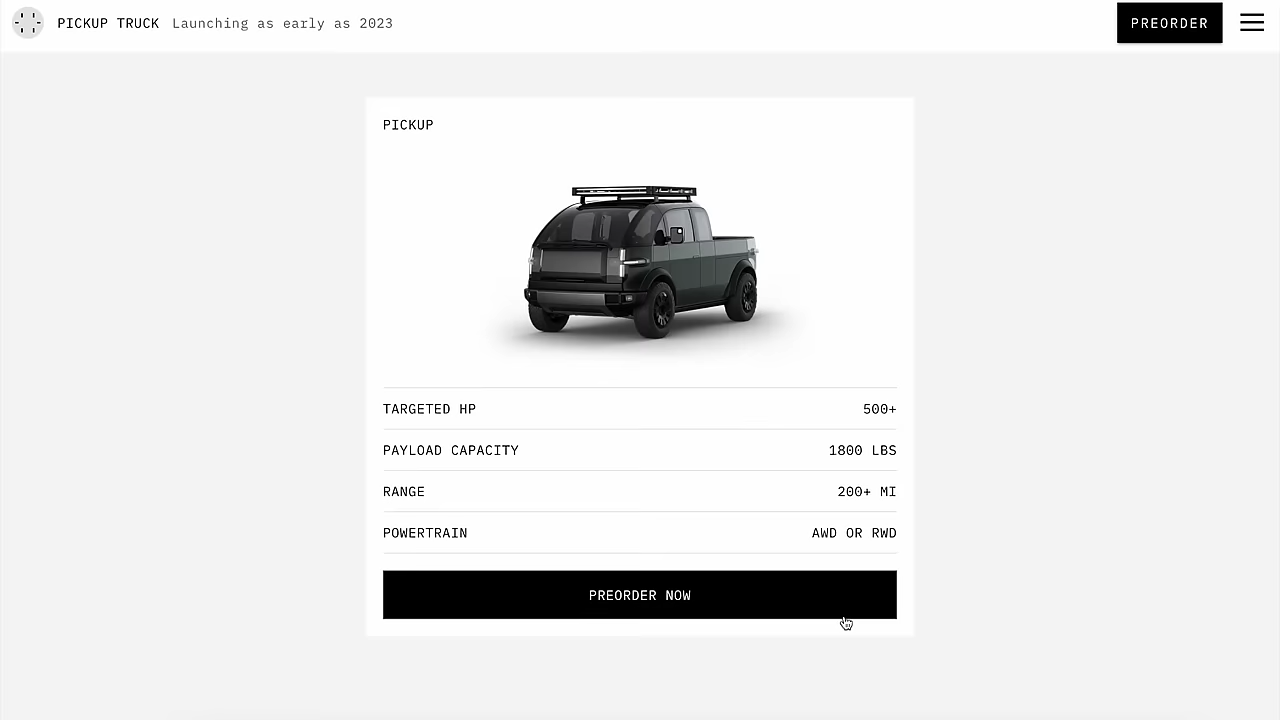 PICKUP TRUCK Launching as early as 2023 PREORDER
PICKUP
TARGETED HP 500+
PAYLOAD CAPACITY 1800 LBS
RANGE 200+ MI
POWERTRAIN AWD OR RWD
PREORDER NOW